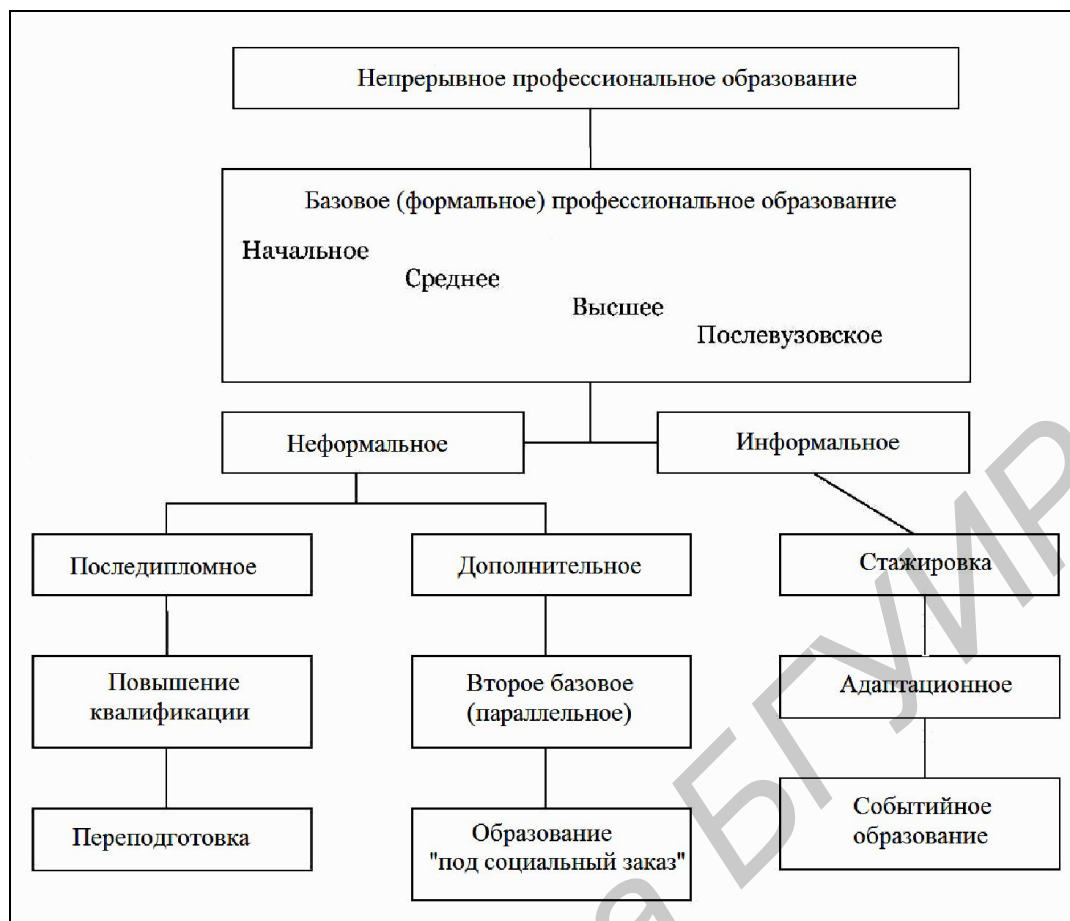 Непрерывное профессиональное образование
Базовое (формальное) профессиональное образование
Начальное
Среднее
Высшее
Послевузовское
Неформальное
Информальное
Последипломное
Дополнительное
Стажировка
Повышение
квалификации
Второе базовое
(параллельное)
Адаптационное
Переподготовка
Образование
"под социальный заказ"
Событийное
образование
а БГУИР